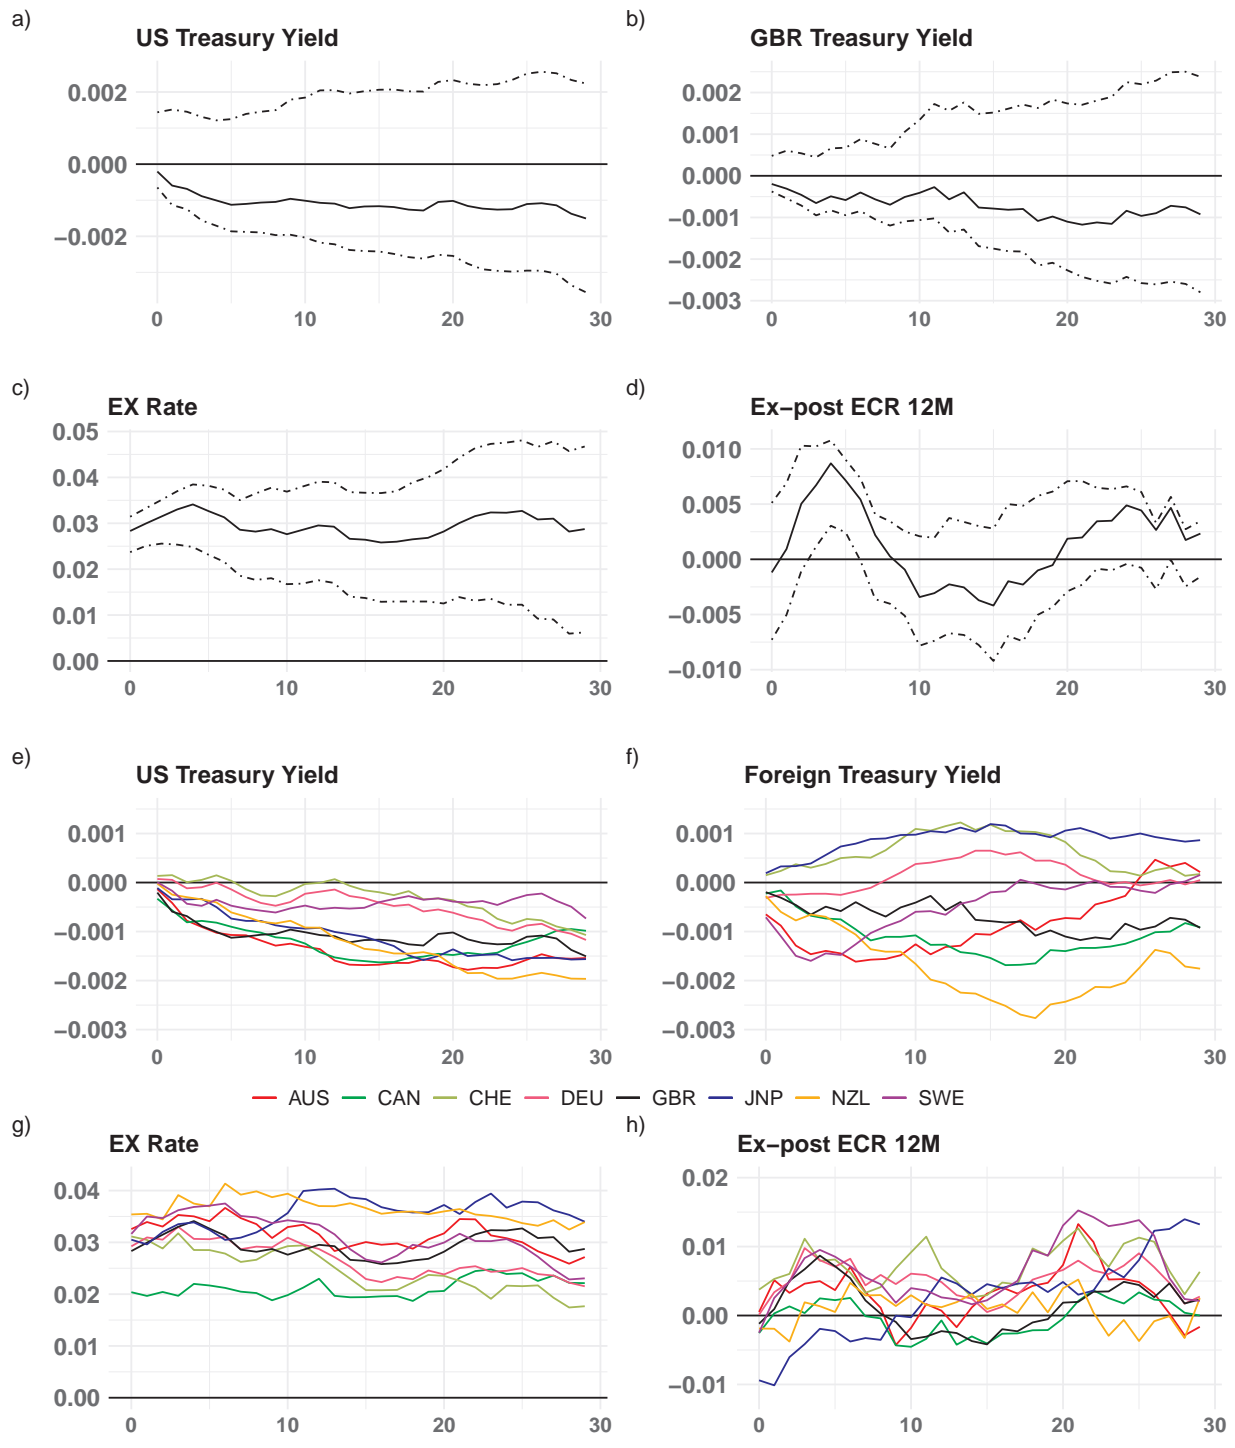 a)
US Treasury Yield
0.002
0.000
−0.002
0 10 20 30
b)
GBR Treasury Yield
0.002
0.001
0.000
−0.001
−0.002
−0.003
0 10 20 30
c)
EX Rate
0.05
0.04
0.03
0.02
0.01
0.00
0 10 20 30
d)
Ex−post ECR 12M
0.010
0.005
0.000
−0.005
−0.010
0 10 20 30
e)
US Treasury Yield
0.001
0.000
−0.001
−0.002
−0.003
0 10 20 30
f)
Foreign Treasury Yield
0.001
0.000
−0.001
−0.002
−0.003
0 10 20 30
AUS CAN CHE DEU GBR JNP NZL SWE
g)
EX Rate
0.04
0.03
0.02
0.01
0.00
0 10 20 30
h)
Ex−post ECR 12M
0.02
0.01
0.00
−0.01
0 10 20 30